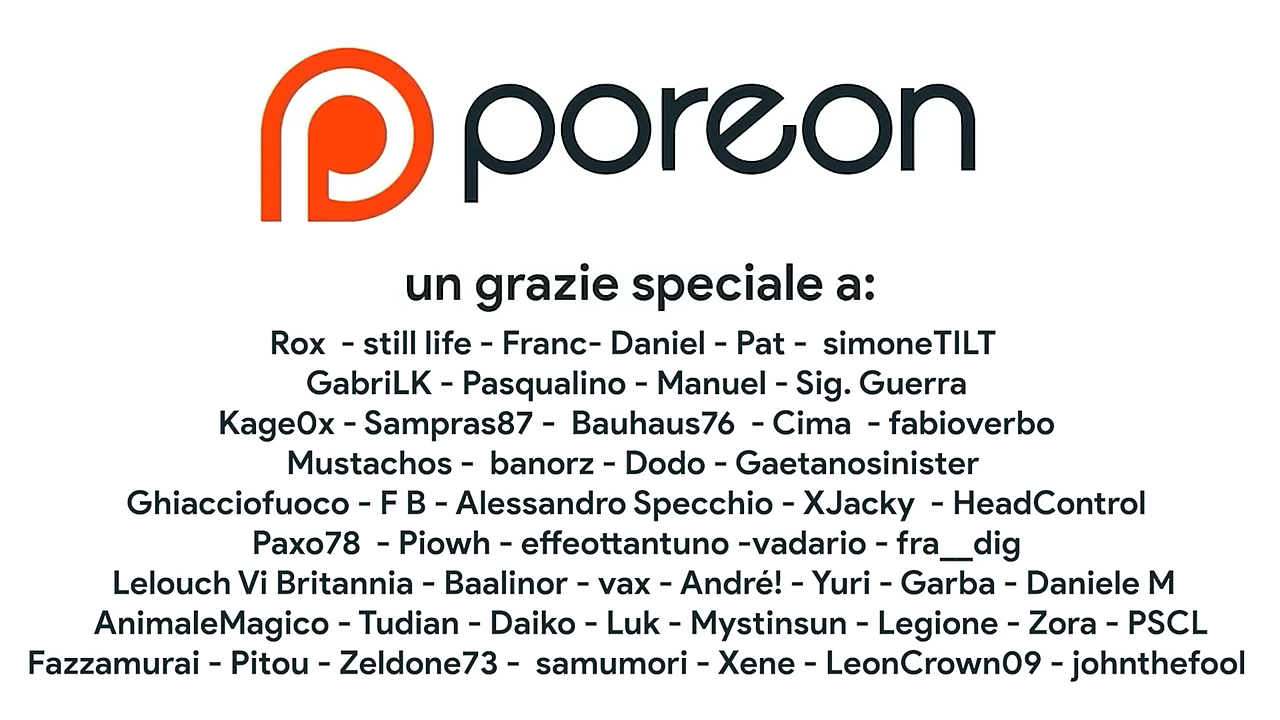 poreon
un grazie speciale a:
Rox - still life - Franc- Daniel - Pat - simoneTILT
GabriLK - Pasqualino - Manuel - Sig. Guerra
Kage0x - Sampras87 - Bauhaus76 - Cima - fabioverbo
Mustachos - banorz - Dodo - Gaetanosinister
Ghiacciofuoco - F B - Alessandro Specchio - XJacky - HeadControl
Paxo78 - Piowh - effeottantuno -vadario - fra__dig
Lelouch Vi Britannia - Baalinor - vax - André! - Yuri - Garba - Daniele M
AnimaleMagico - Tudian - Daiko - Luk - Mystinsun - Legione - Zora - PSCL
Fazzamurai - Pitou - Zeldone73 - samumori - Xene - LeonCrown09 - johnthefool